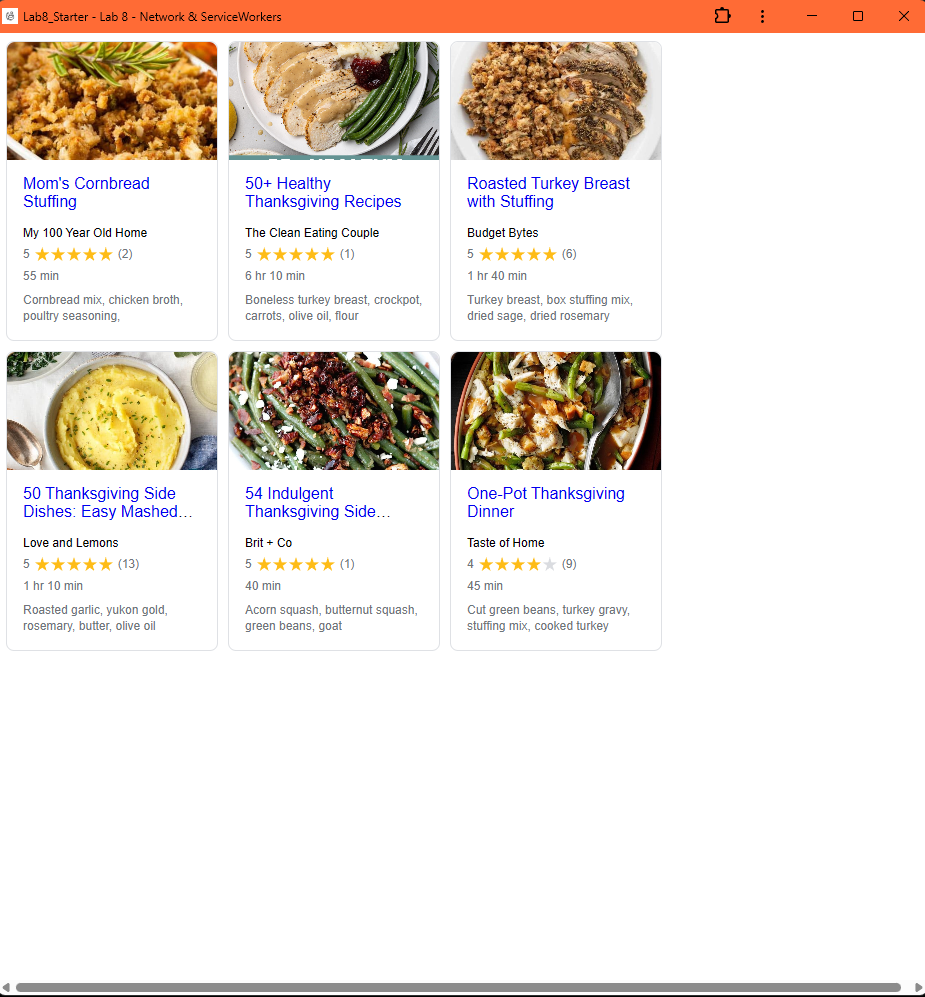 Lab8_Starter - Lab 8 - Network & ServiceWorkers
Mom's Cornbread
Stuffing
My 100 Year Old Home
5 ★★★★★ (2)
55 min
Cornbread mix, chicken broth,
poultry seasoning,
50+ Healthy
Thanksgiving Recipes
The Clean Eating Couple
5 ★★★★★ (1)
6 hr 10 min
Boneless turkey breast, crockpot,
carrots, olive oil, flour
Roasted Turkey Breast
with Stuffing
Budget Bytes
5 ★★★★★ (6)
1 hr 40 min
Turkey breast, box stuffing mix,
dried sage, dried rosemary
50 Thanksgiving Side
Dishes: Easy Mashed…
Love and Lemons
5 ★★★★★ (13)
1 hr 10 min
Roasted garlic, yukon gold,
rosemary, butter, olive oil
54 Indulgent
Thanksgiving Side…
Brit + Co
5 ★★★★★ (1)
40 min
Acorn squash, butternut squash,
green beans, goat
One-Pot Thanksgiving
Dinner
Taste of Home
4 ★★★★☆ (9)
45 min
Cut green beans, turkey gravy,
stuffing mix, cooked turkey